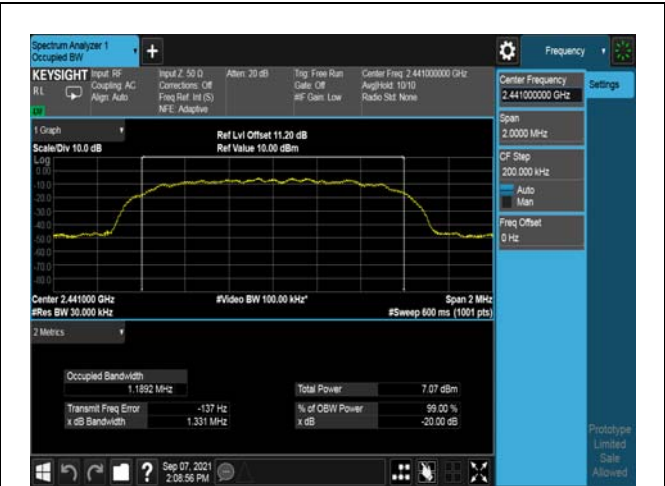 Spectrum Analyzer 1
Occupied BW
+
Frequency
KEYSIGHT
RL
Input: RF
Coupling: AC
Align: Auto
Input Z: 50 Ω
Corrections: Off
Freq Ref: Int (S)
NFE: Adaptive
Atten: 20 dB
Trig: Free Run
Gate: Off
#IF Gain: Low
Center Freq: 2.441000000 GHz
Avg|Hold: 10/10
Radio Std: None
Center Frequency
2.441000000 GHz
Settings
Span
2.0000 MHz
CF Step
200.000 kHz
Auto
Man
Freq Offset
0 Hz
1 Graph
Scale/Div 10.0 dB
Ref Lvl Offset 11.20 dB
Ref Value 10.00 dBm
Log
0.00
-10.0
-20.0
-30.0
-40.0
-50.0
-60.0
-70.0
-80.0
Center 2.441000 GHz
#Video BW 100.00 kHz*
Span 2 MHz
#Res BW 30.000 kHz
#Sweep 600 ms (1001 pts)
2 Metrics
Occupied Bandwidth
1.1892 MHz
Total Power 7.07 dBm
Transmit Freq Error -137 Hz
% of OBW Power 99.00 %
x dB Bandwidth 1.331 MHz
x dB -20.00 dB
Prototype
Limited
Sale
Allowed
?
Sep 07, 2021
2:08:56 PM